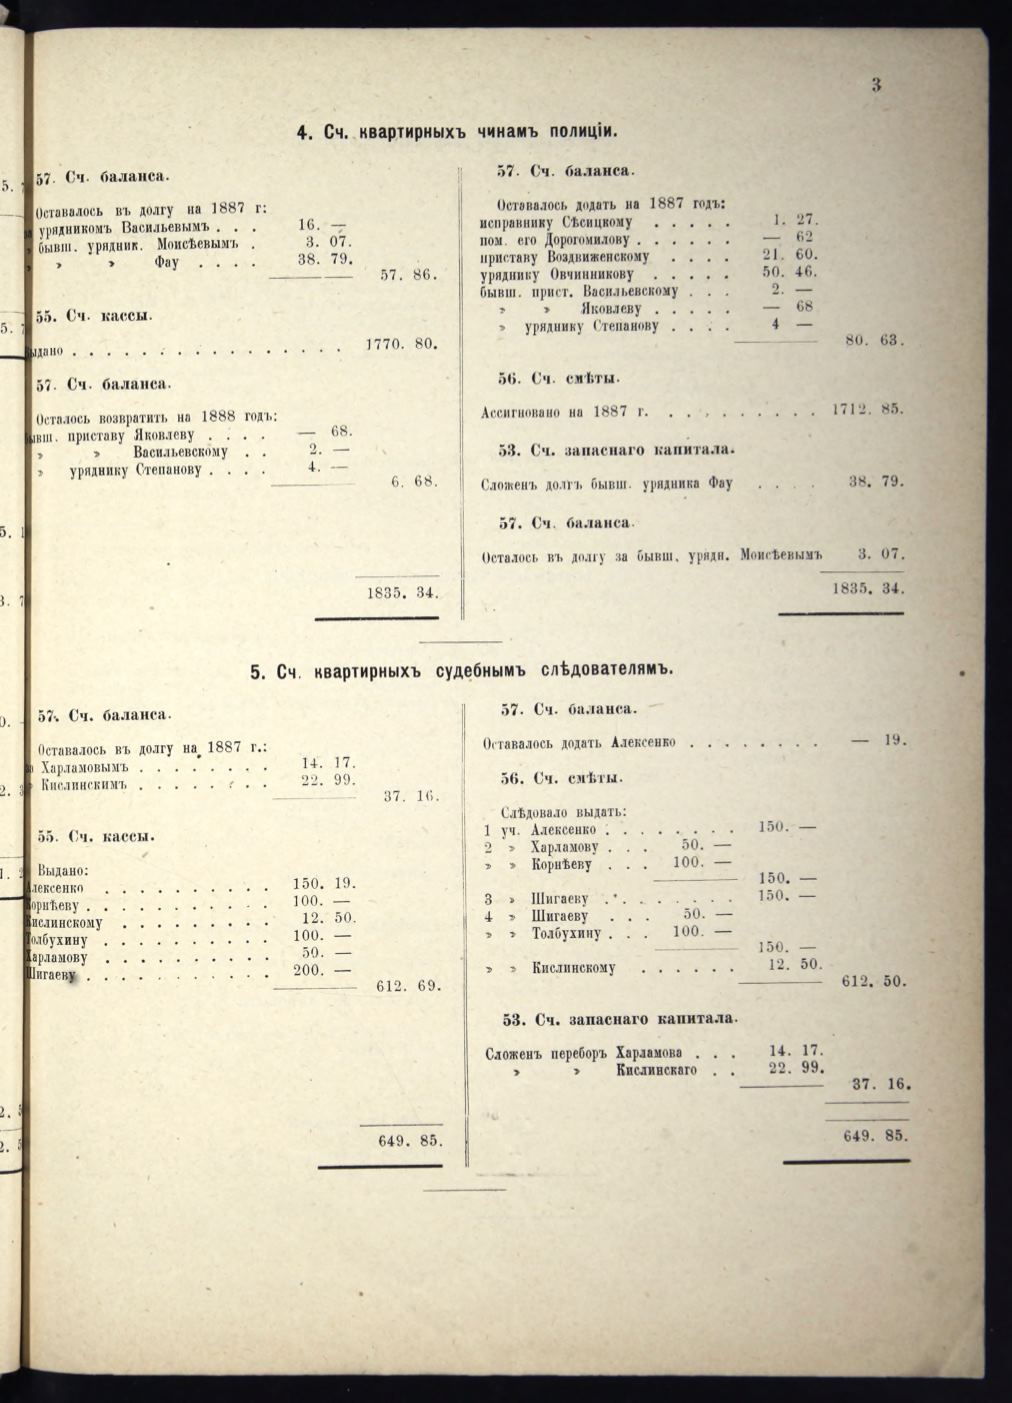 3
4. Сч. квартирныхъ чинамъ полиціи.
57. Сч. баланса.
Оставалось въ долгу на 1887 г:
урядникомъ Васильевымъ . . . 16. —
бывш. урядник. Моисѣевымъ . 3. 07.
» » Фау . . . . 38. 79.
57. 86.
55. Сч. кассы.
ыдано . . . . . . . . . . . . . . . 1770. 80.
57. Сч. баланса.
Осталось возвратить на 1888 годъ:
ывш. приставу Яковлеву . . . . — 68.
» » Васильевскому . . 2. —
» уряднику Степанову . . . . 4. —
6. 68.
1835. 34.
57. Сч. баланса.
Оставалось додать на 1887 годъ:
исправнику Сѣсицкому . . . . . 1. 27.
пом. его Дорогомилову . . . . . . — 62
приставу Воздвиженскому . . . . 21. 60.
уряднику Овчинникову . . . . . 50. 46.
бывш. прист. Васильевскому . . . 2. —
» » Яковлеву . . . . . — 68
» уряднику Степанову . . . . 4 —
80. 63.
56. Сч. смѣты.
Ассигновано на 1887 г. . . . . . . . . . 1712. 85.
53. Сч. запаснаго капитала.
Сложенъ долгъ бывш. урядника Фау . . . . 38. 79.
57. Сч. баланса.
Осталось въ долгу за бывш. урядн. Моисѣевымъ 3. 07.
1835. 34.
5. Сч. квартирныхъ судебнымъ слѣдователямъ.
57. Сч. баланса.
Оставалось въ долгу на 1887 г.:
Харламовымъ . . . . . . . . 14. 17.
Кислинскимъ . . . . . . . . 22. 99.
37. 16.
55. Сч. кассы.
Выдано:
Алексенко . . . . . . . . . . 150. 19.
Корнѣеву . . . . . . . . . . . 100. —
Кислинскому . . . . . . . . . 12. 50.
Толбухину . . . . . . . . . . 100. —
Харламову . . . . . . . . . . 50. —
Шигаеву . . . . . . . . . . . 200. —
612. 69.
649. 85.
57. Сч. баланса.
Оставалось додать Алексенко . . . . . . . . — 19.
56. Сч. смѣты.
Слѣдовало выдать:
1 уч. Алексенко . . . . . . . . 150. —
2 » Харламову . . . 50. —
» » Корнѣеву . . . 100. —
150. —
3 » Шигаеву . . . . . . . . 150. —
4 » Шигаеву . . . 50. —
» » Толбухину . . . 100. —
150. —
» » Кислинскому . . . . . . 12. 50.
612. 50.
53. Сч. запаснаго капитала.
Сложенъ переборъ Харламова . . . 14. 17.
» » Кислинскаго . . 22. 99.
37. 16.
649. 85.